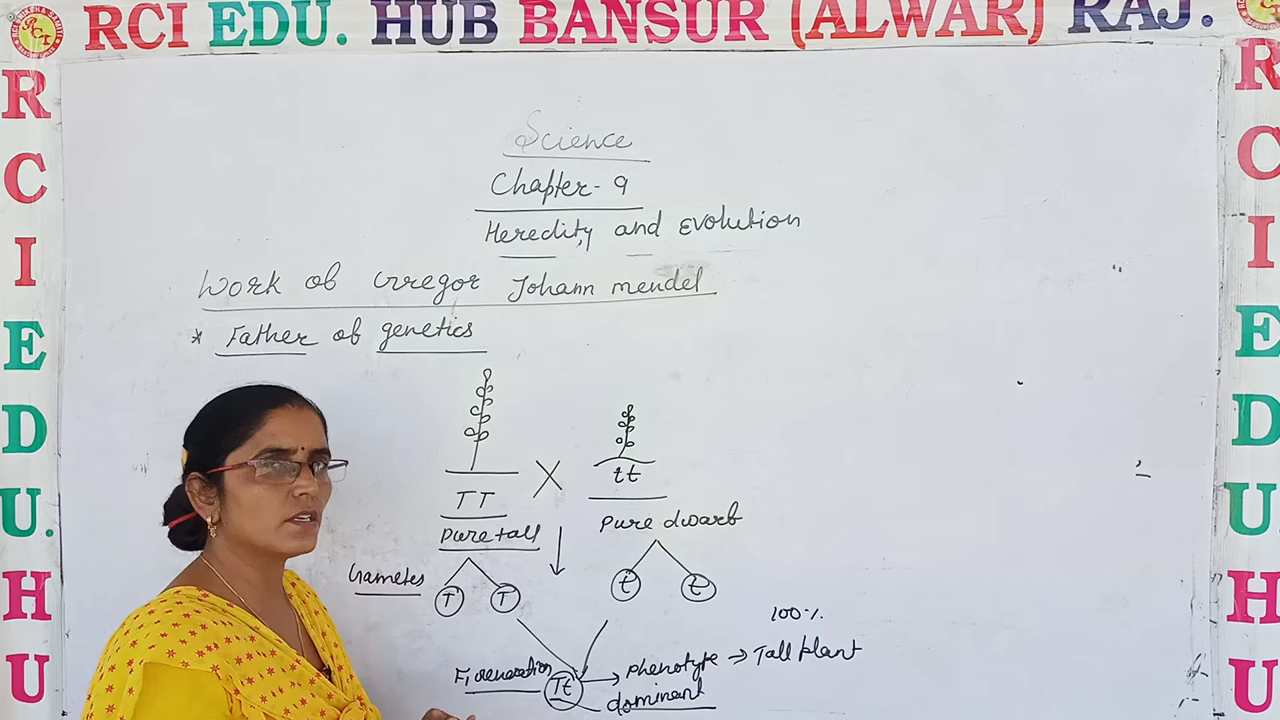 RCI EDU. HUB BANSUR (ALWAR) RAJ.
R
C
I
E
D
U.
H
U
R
C
I
E
D
U.
H
U
Science
Chapter-9
Heredity and Evolution
Work of Gregor Johann mendel
* Father of genetics
TT
X
tt
Pure tall
Pure dwarf
Gametes
T T t t
100%
F1 Generation Tt → Phenotype → Tall plant
dominant